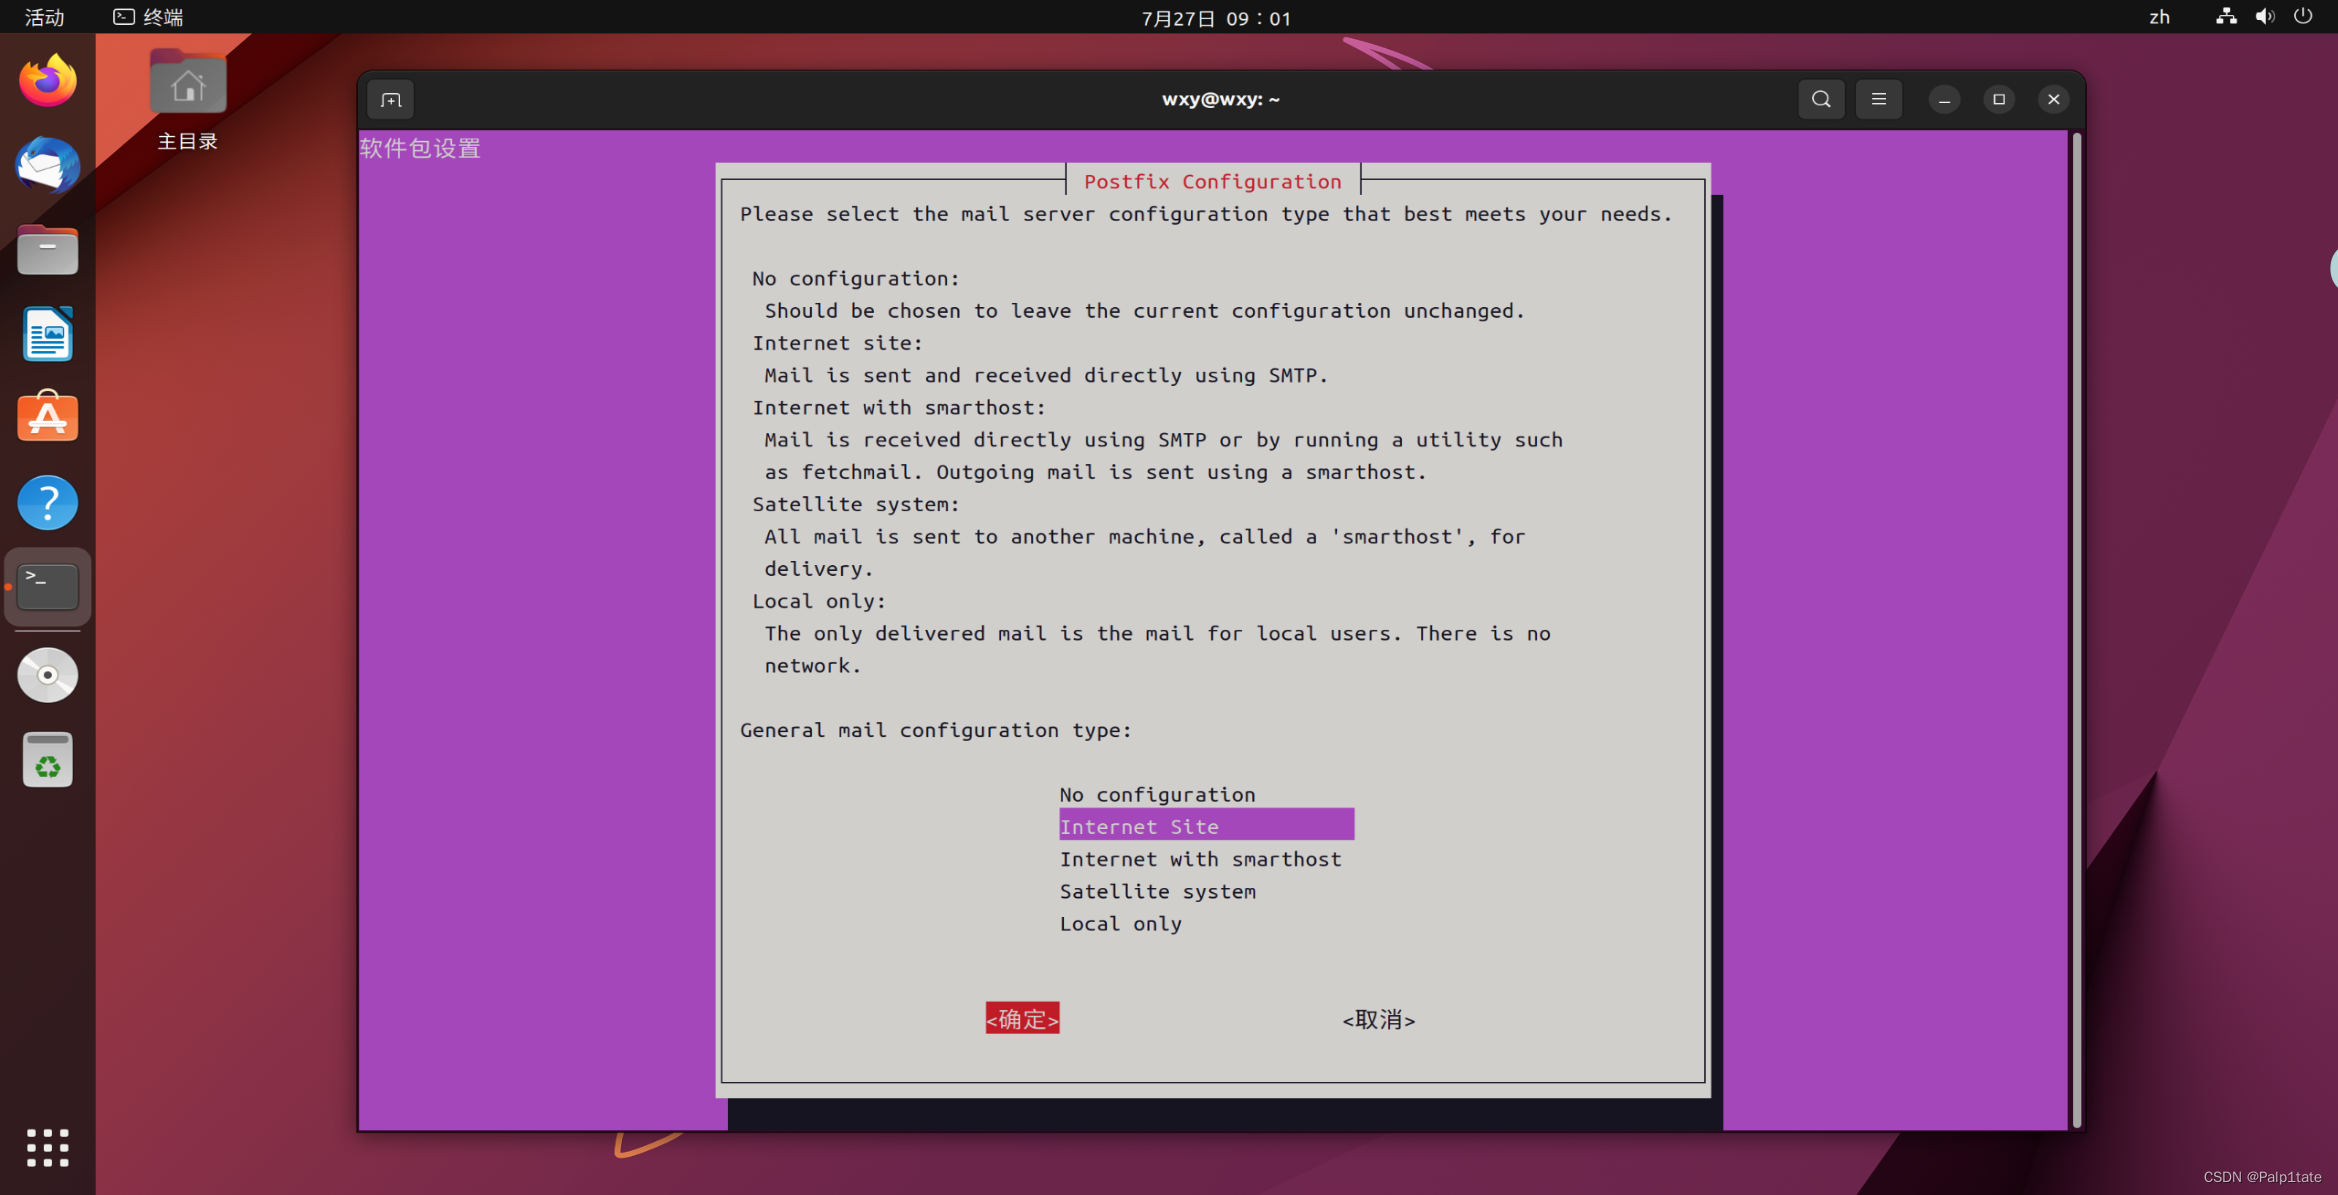 活动
终端
7月27日 09：01
zh
主目录
wxy@wxy: ~
软件包设置
Postfix Configuration
Please select the mail server configuration type that best meets your needs.
No configuration:
Should be chosen to leave the current configuration unchanged.
Internet site:
Mail is sent and received directly using SMTP.
Internet with smarthost:
Mail is received directly using SMTP or by running a utility such
as fetchmail. Outgoing mail is sent using a smarthost.
Satellite system:
All mail is sent to another machine, called a 'smarthost', for
delivery.
Local only:
The only delivered mail is the mail for local users. There is no
network.
General mail configuration type:
No configuration
Internet Site
Internet with smarthost
Satellite system
Local only
<确定>
<取消>
CSDN @Palp1tate